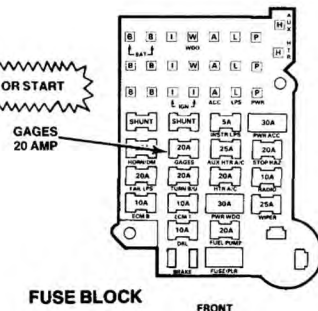 B B I W A L P H AUX
BAT WDO
B B I I A L P H HTR
B B I I A L P
IGN ACC LPS PWR
OR START
SHUNT SHUNT 5A 30A
INSTR LPS PWR ACC
GAGES
20 AMP
20A 25A 20A
HORN/DM GAGES AUX HTR A/C STOP HAZ
20A 20A 20A 10A
TAIL LPS TURN B/U HTR A/C RADIO
10A 10A 30A 25A
ECM B ECM I PWR WDO WIPER
10A 20A
DRL FUEL PUMP
BRAKE FUSE/PLR
FUSE BLOCK
FRONT